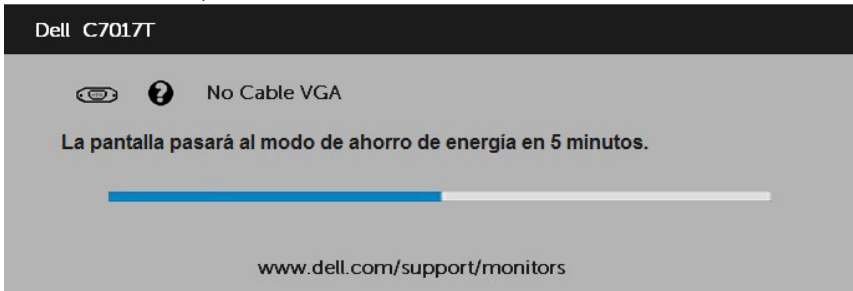 Dell C7017T
No Cable VGA
La pantalla pasará al modo de ahorro de energía en 5 minutos.
www.dell.com/support/monitors